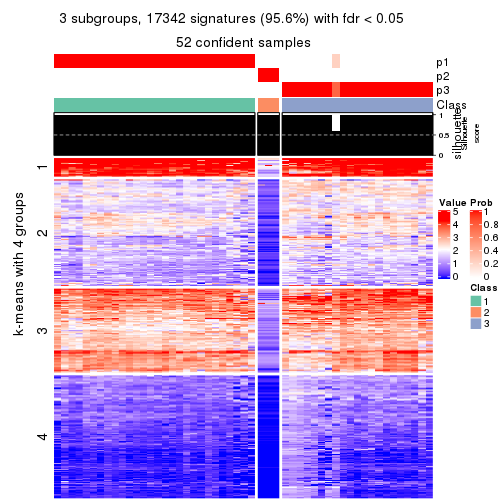 3 subgroups, 17342 signatures (95.6%) with fdr < 0.05
52 confident samples
p1
p2
p3
Class
silhouette
Silhouette
score
1
0.5
0
k-means with 4 groups
1
2
3
4
Value
5
4
3
2
1
0
Prob
1
0.8
0.6
0.4
0.2
0
Class
1
2
3